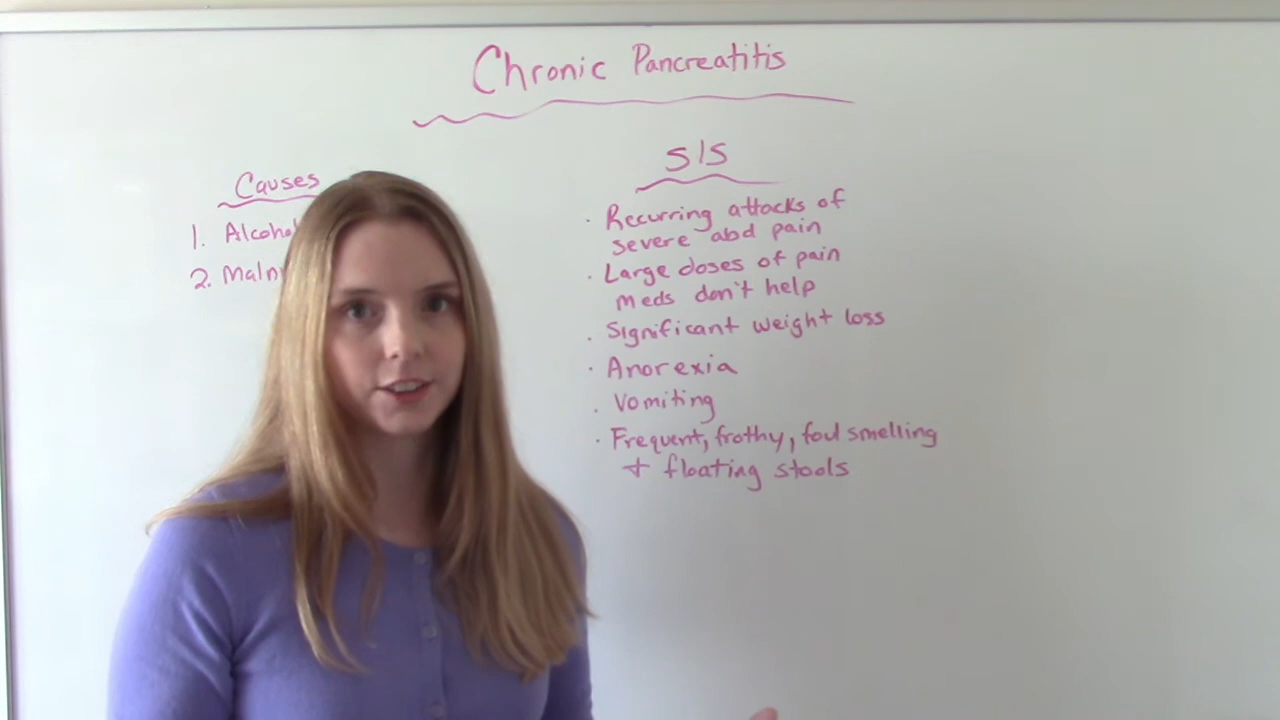 Chronic Pancreatitis
Causes
1. Alcohol
2.
S/S
· Recurring attacks of
severe abd pain
· Large doses of pain
meds don't help
· Significant weight loss
· Anorexia
· Vomiting
· Frequent, frothy, foul smelling
+ floating stools